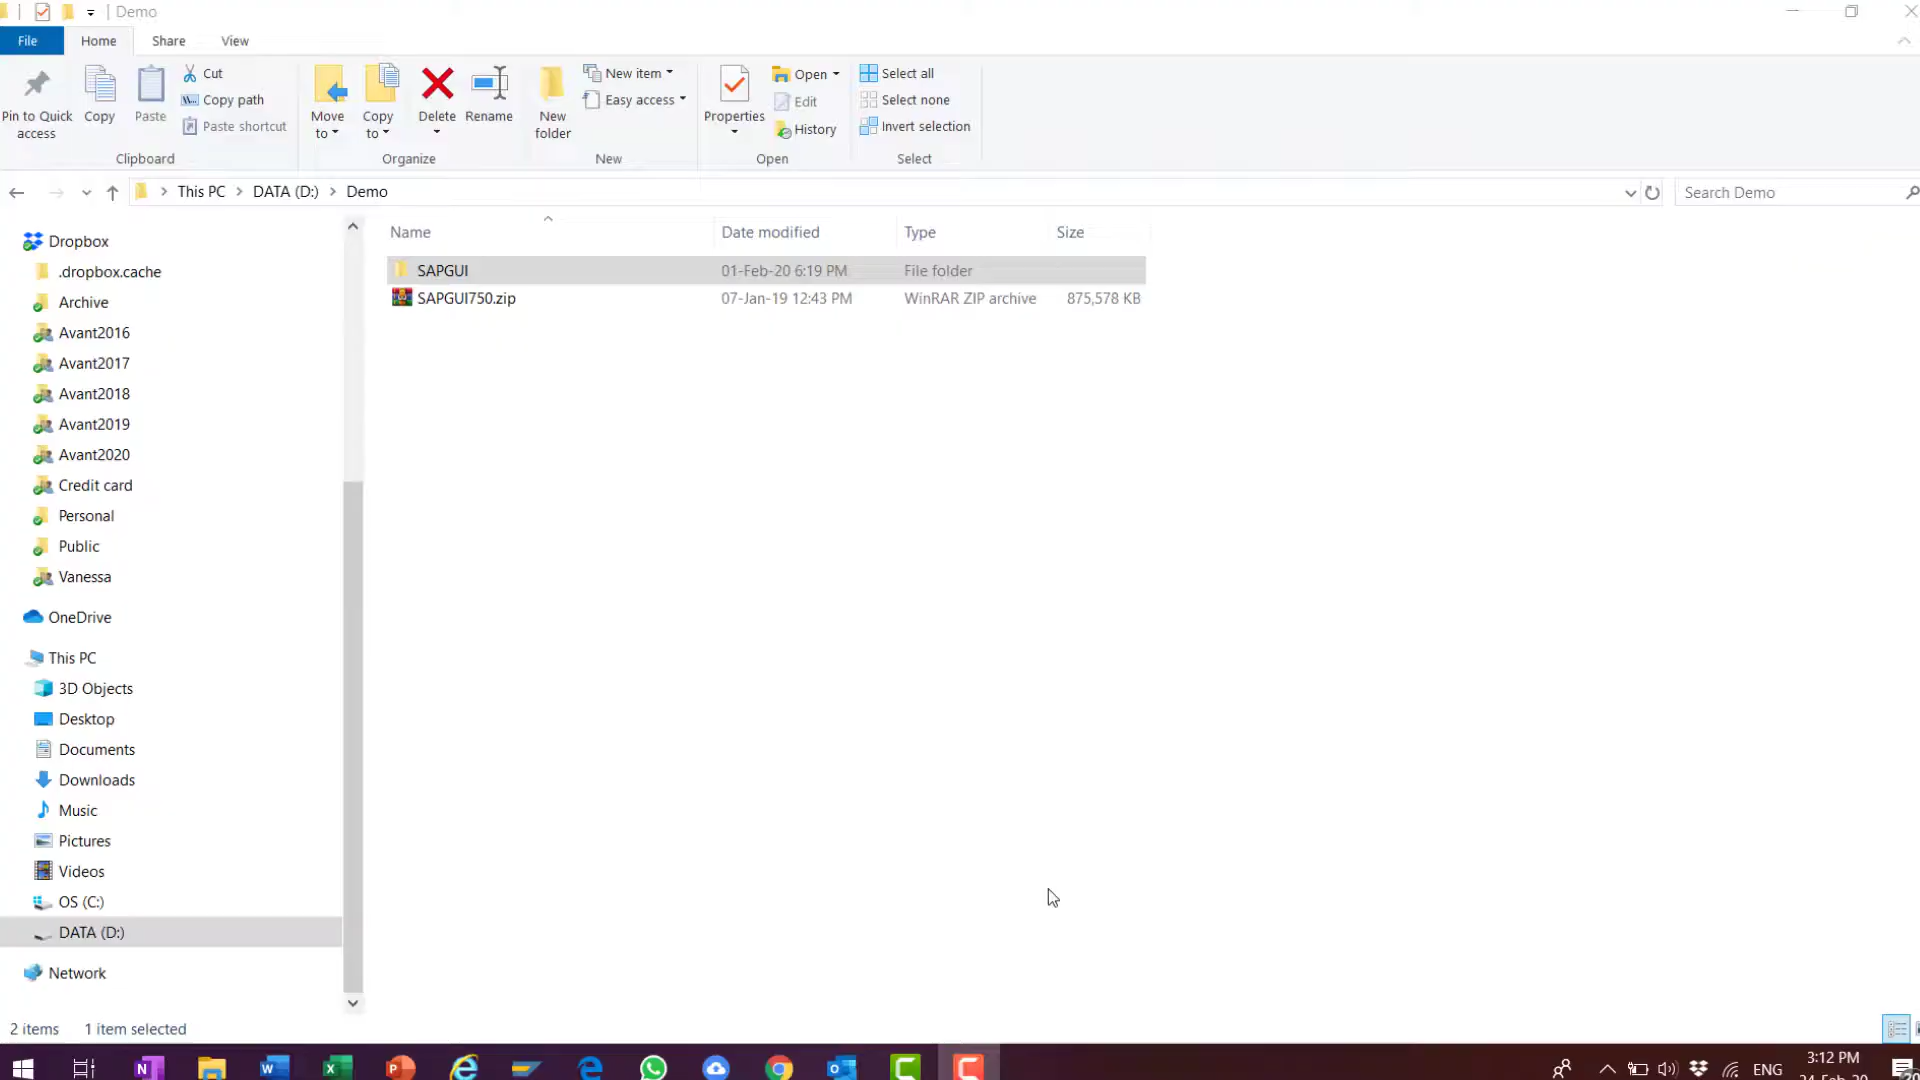 Demo
File Home Share View
Pin to Quick access
Copy
Paste
Cut
Copy path
Paste shortcut
Clipboard
Move to
Copy to
Delete
Rename
Organize
New folder
New item
Easy access
New
Properties
Open
Edit
History
Open
Select all
Select none
Invert selection
Select
This PC > DATA (D:) > Demo
Search Demo
Name Date modified Type Size
SAPGUI 01-Feb-20 6:19 PM File folder
SAPGUI750.zip 07-Jan-19 12:43 PM WinRAR ZIP archive 875,578 KB
Dropbox
.dropbox.cache
Archive
Avant2016
Avant2017
Avant2018
Avant2019
Avant2020
Credit card
Personal
Public
Vanessa
OneDrive
This PC
3D Objects
Desktop
Documents
Downloads
Music
Pictures
Videos
OS (C:)
DATA (D:)
Network
2 items 1 item selected
ENG
3:12 PM
24-Feb-20